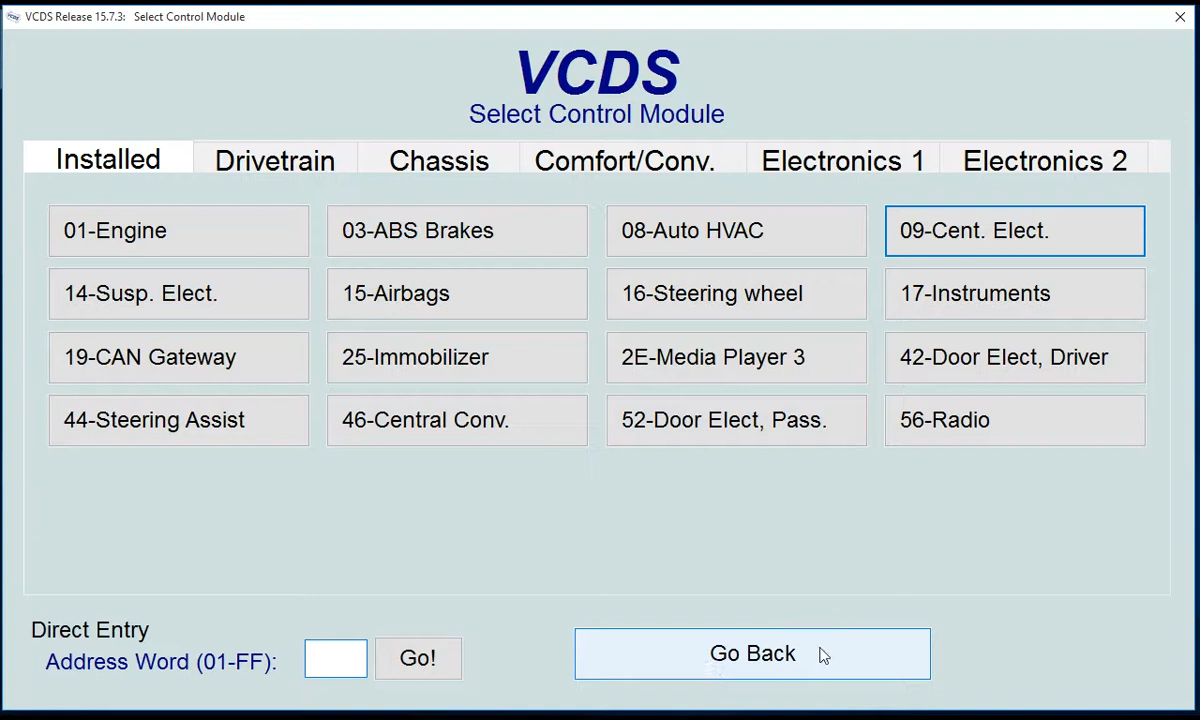 VCDS Release 15.7.3: Select Control Module
VCDS
Select Control Module
Installed Drivetrain Chassis Comfort/Conv. Electronics 1 Electronics 2
01-Engine 03-ABS Brakes 08-Auto HVAC 09-Cent. Elect.
14-Susp. Elect. 15-Airbags 16-Steering wheel 17-Instruments
19-CAN Gateway 25-Immobilizer 2E-Media Player 3 42-Door Elect, Driver
44-Steering Assist 46-Central Conv. 52-Door Elect, Pass. 56-Radio
Direct Entry
Address Word (01-FF): Go! Go Back